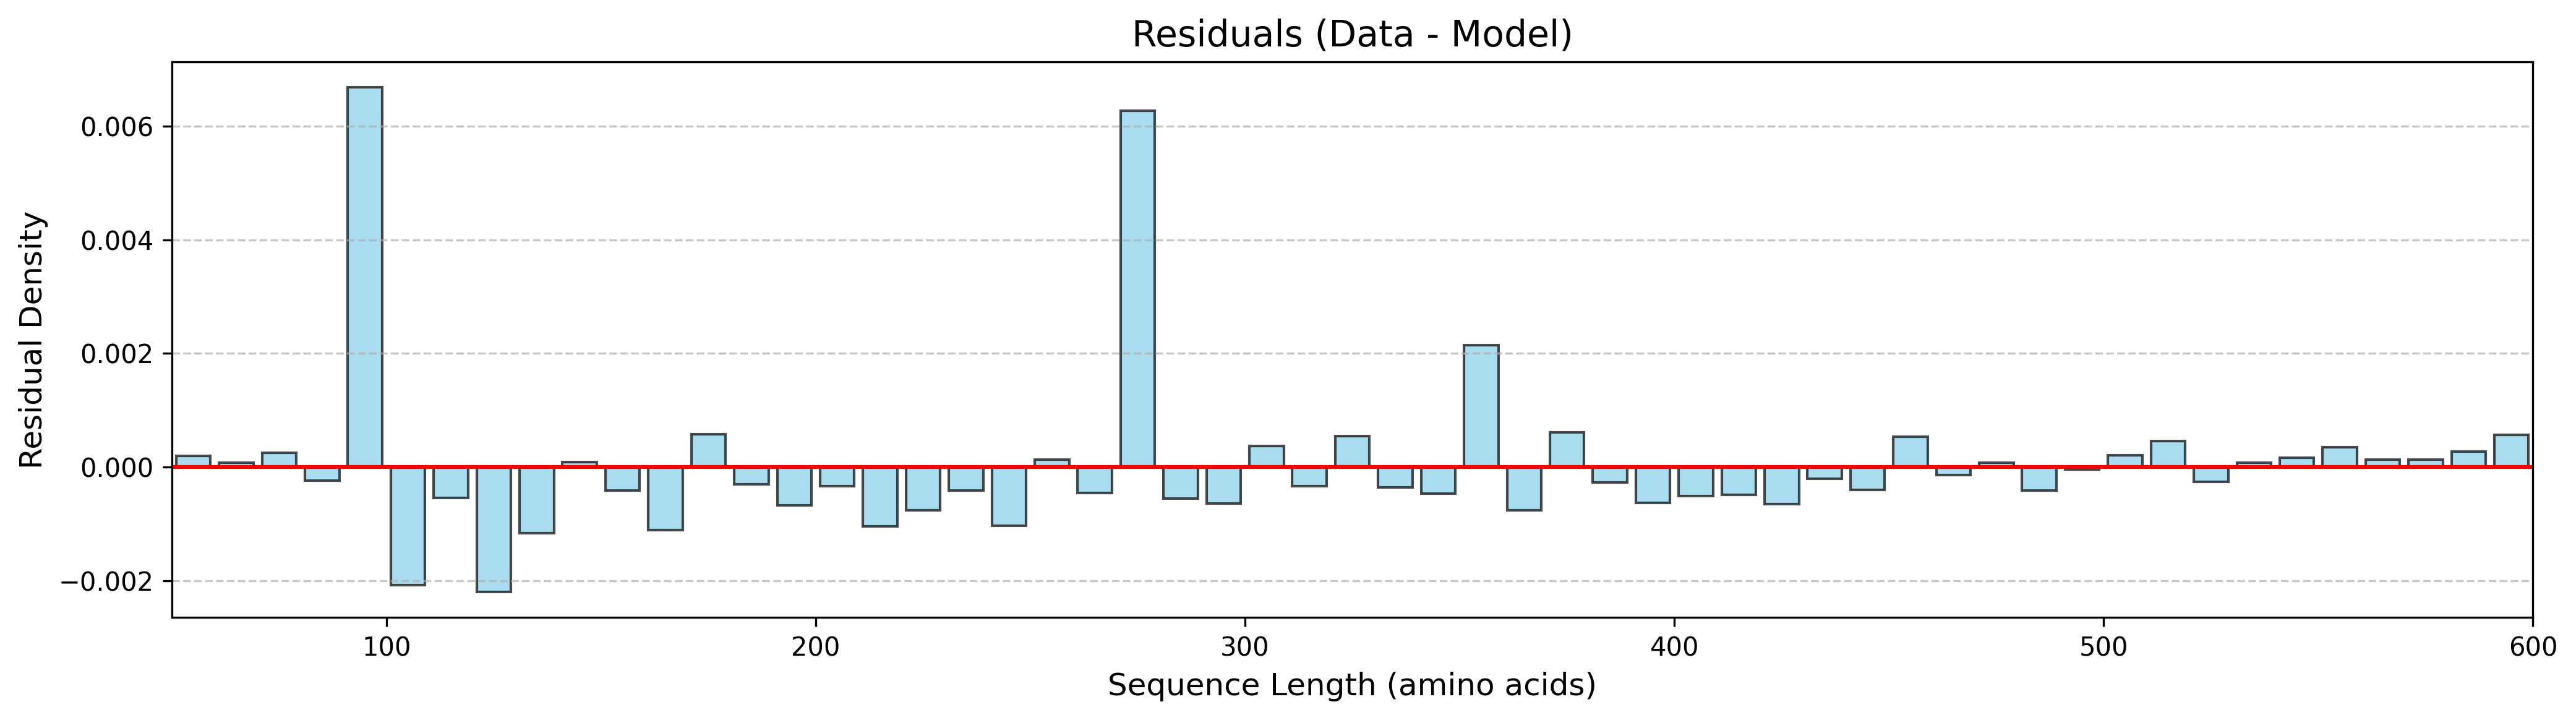 Residuals (Data - Model)
Residual Density
0.006
0.004
0.002
0.000
−0.002
100 200 300 400 500 600
Sequence Length (amino acids)